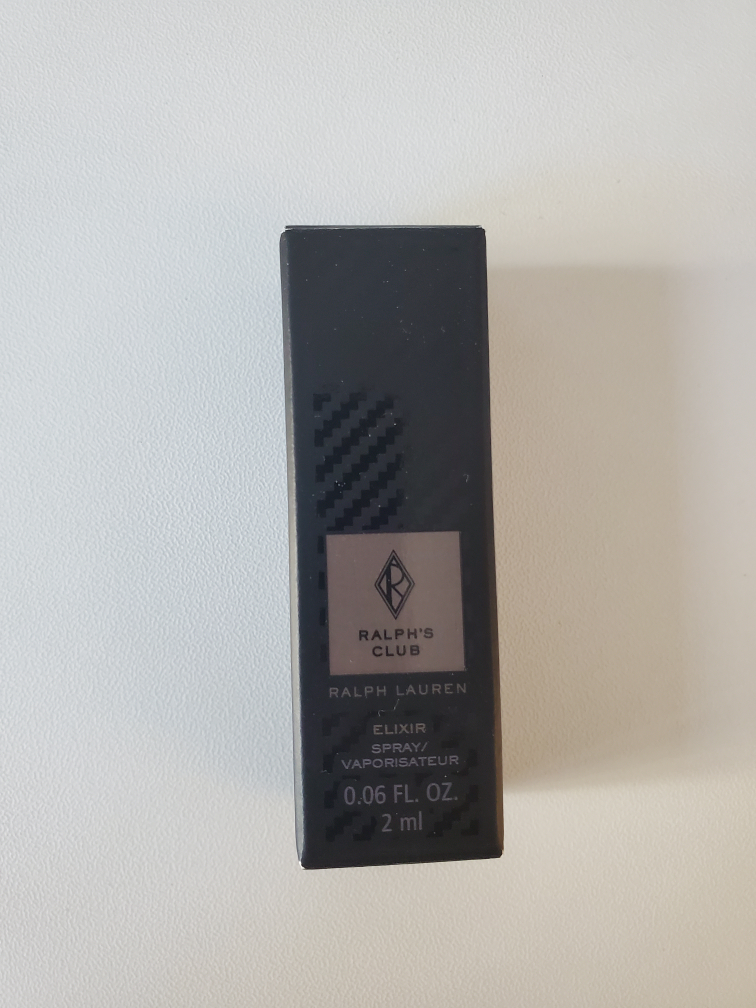 R
RALPH'S
CLUB
RALPH LAUREN
ELIXIR
SPRAY/
VAPORISATEUR
0.06 FL. OZ.
2 ml